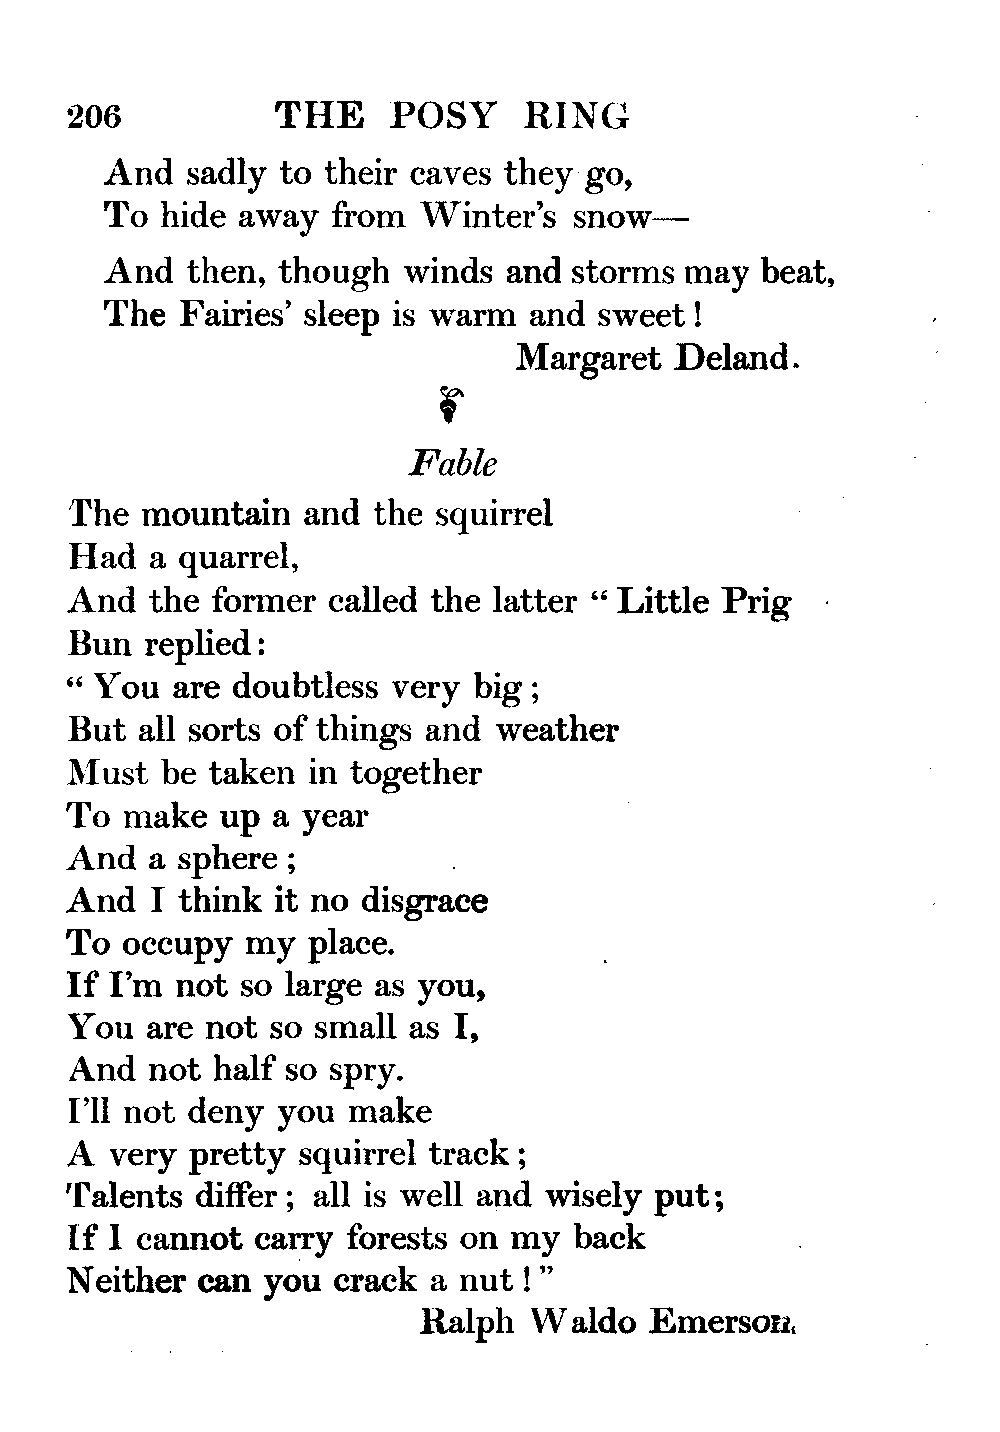 206 THE POSY RING
And sadly to their caves they go,
To hide away from Winter's snow—
And then, though winds and storms may beat,
The Fairies' sleep is warm and sweet!
Margaret Deland.
Fable
The mountain and the squirrel
Had a quarrel,
And the former called the latter "Little Prig
Bun replied:
"You are doubtless very big;
But all sorts of things and weather
Must be taken in together
To make up a year
And a sphere;
And I think it no disgrace
To occupy my place.
If I'm not so large as you,
You are not so small as I,
And not half so spry.
I'll not deny you make
A very pretty squirrel track;
Talents differ; all is well and wisely put;
If I cannot carry forests on my back
Neither can you crack a nut!"
Ralph Waldo Emerson.